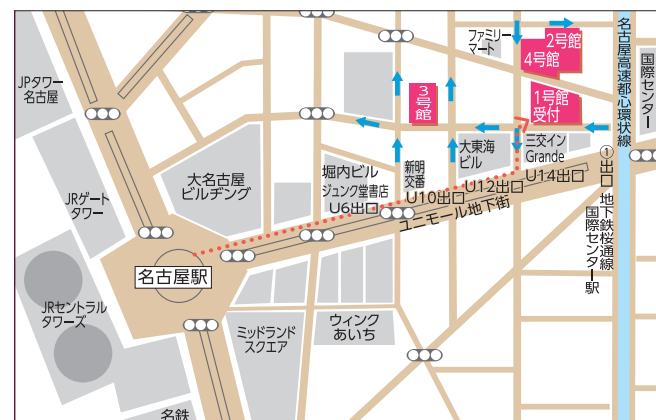 JPタワー
名古屋
ファミリー
マート
2号館
4号館
3号館
1号館
受付
名古屋高速都心環状線
国際センター
大東海
ビル
三交イン
Grande
堀内ビル
ジュンク堂書店
U6出口
新明
交番
U10出口
U12出口
U14出口
①出口 地下鉄桜通線
国際センター駅
大名古屋
ビルヂング
JRゲート
タワー
ユニモール地下街
名古屋駅
JRセントラル
タワーズ
ミッドランド
スクエア
ウィンク
あいち
名鉄